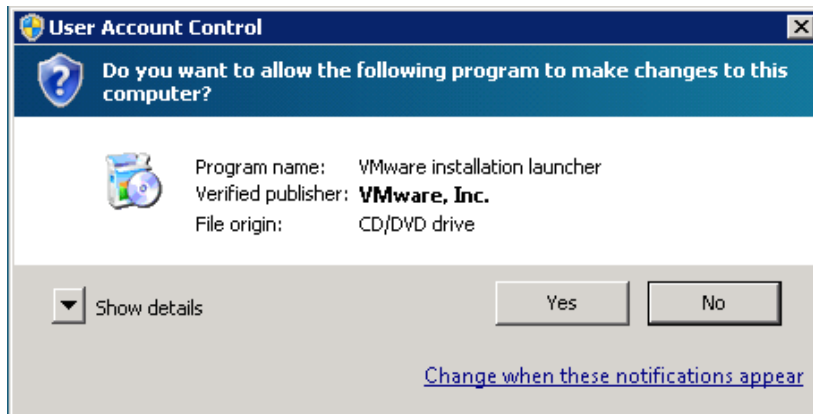 User Account Control
Do you want to allow the following program to make changes to this
computer?
Program name: VMware installation launcher
Verified publisher: VMware, Inc.
File origin: CD/DVD drive
Show details
Yes
No
Change when these notifications appear